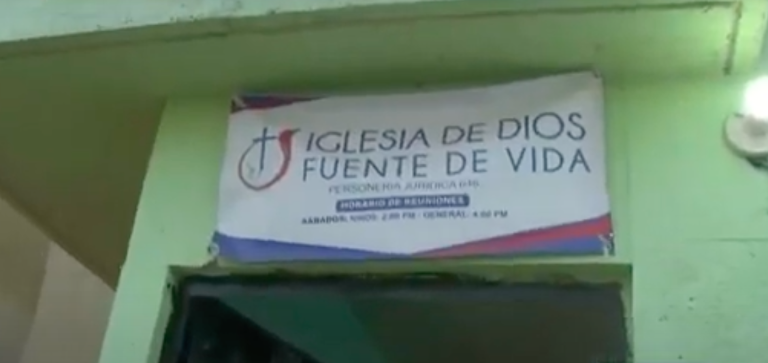 IGLESIA DE DIOS
FUENTE DE VIDA
PERSONERIA JURIDICA
HORARIO DE REUNIONES
SABADOS: NIÑOS: 2:00 PM - GENERAL: 4:00 PM